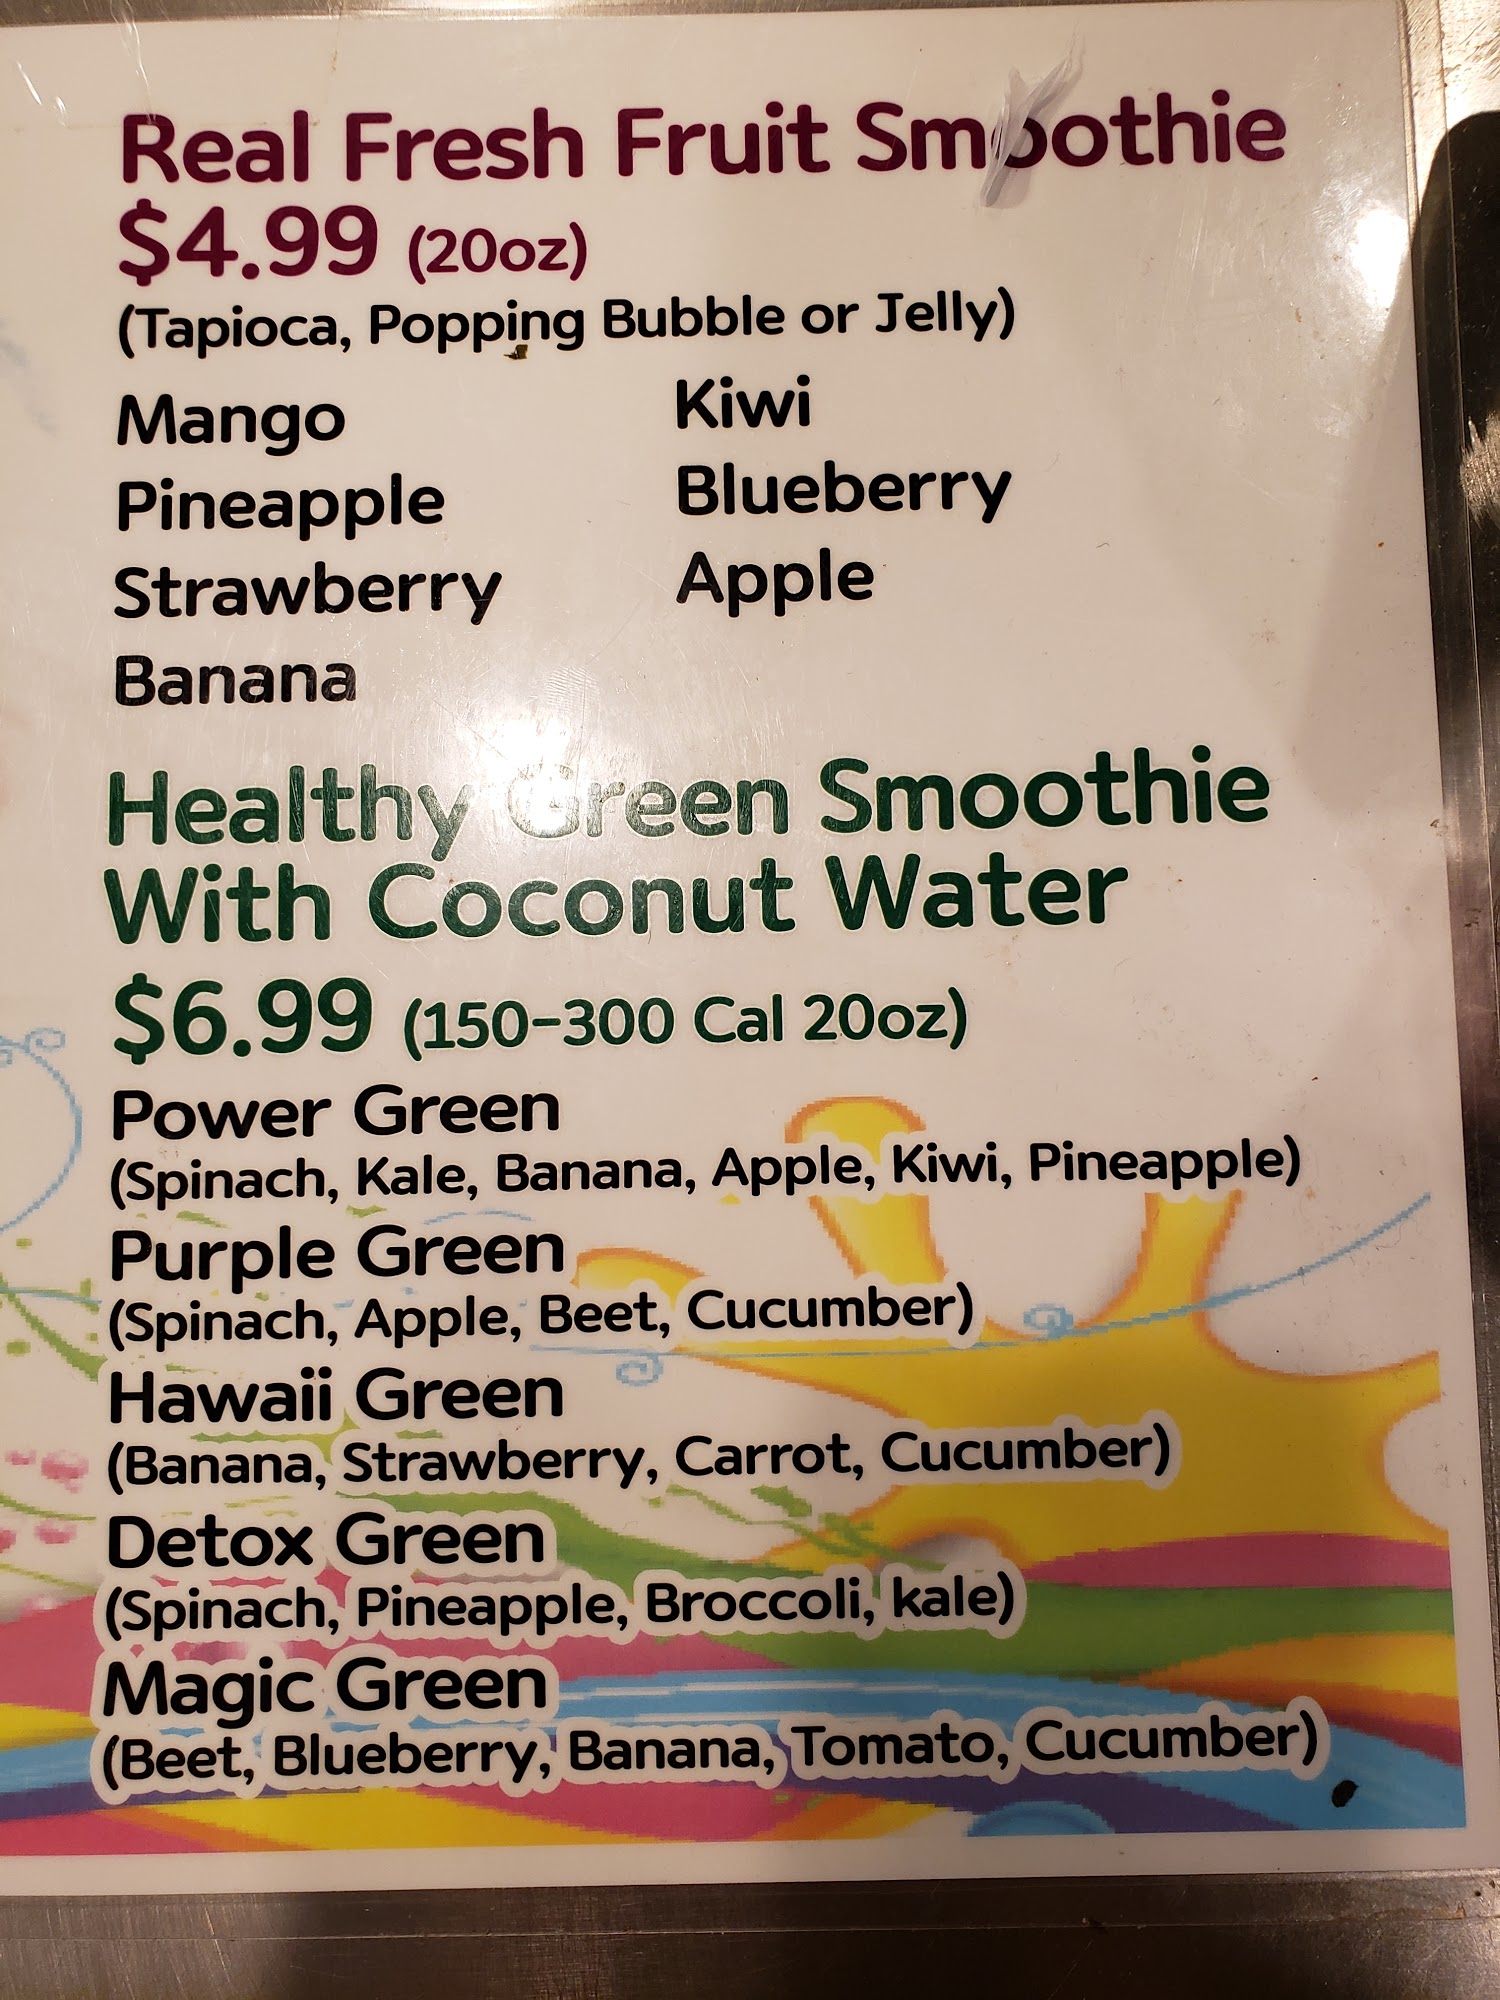 Real Fresh Fruit Smoothie
$4.99 (20oz)
(Tapioca, Popping Bubble or Jelly)
Mango
Pineapple
Strawberry
Banana
Kiwi
Blueberry
Apple
Healthy Green Smoothie
With Coconut Water
$6.99 (150-300 Cal 20oz)
Power Green
(Spinach, Kale, Banana, Apple, Kiwi, Pineapple)
Purple Green
(Spinach, Apple, Beet, Cucumber)
Hawaii Green
(Banana, Strawberry, Carrot, Cucumber)
Detox Green
(Spinach, Pineapple, Broccoli, kale)
Magic Green
(Beet, Blueberry, Banana, Tomato, Cucumber)